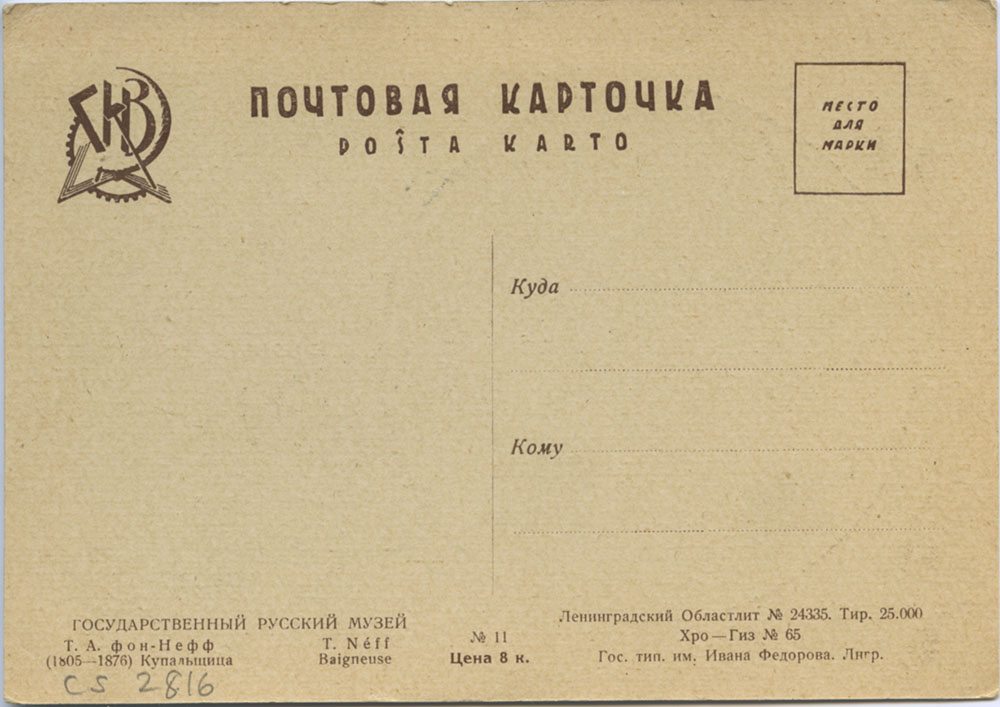 ПОЧТОВАЯ КАРТОЧКА
POŜTA KARTO
МЕСТО
ДЛЯ
МАРКИ
Куда
Кому
ГОСУДАРСТВЕННЫЙ РУССКИЙ МУЗЕЙ
Т. А. фон-Нефф
(1805—1876) Купальщица
T. Néff
Baigneuse
№ 11
Цена 8 к.
Ленинградский Областлит № 24335. Тир. 25.000
Хро—Гиз № 65
Гос. тип. им. Ивана Федорова. Лнгр.
CS 2816